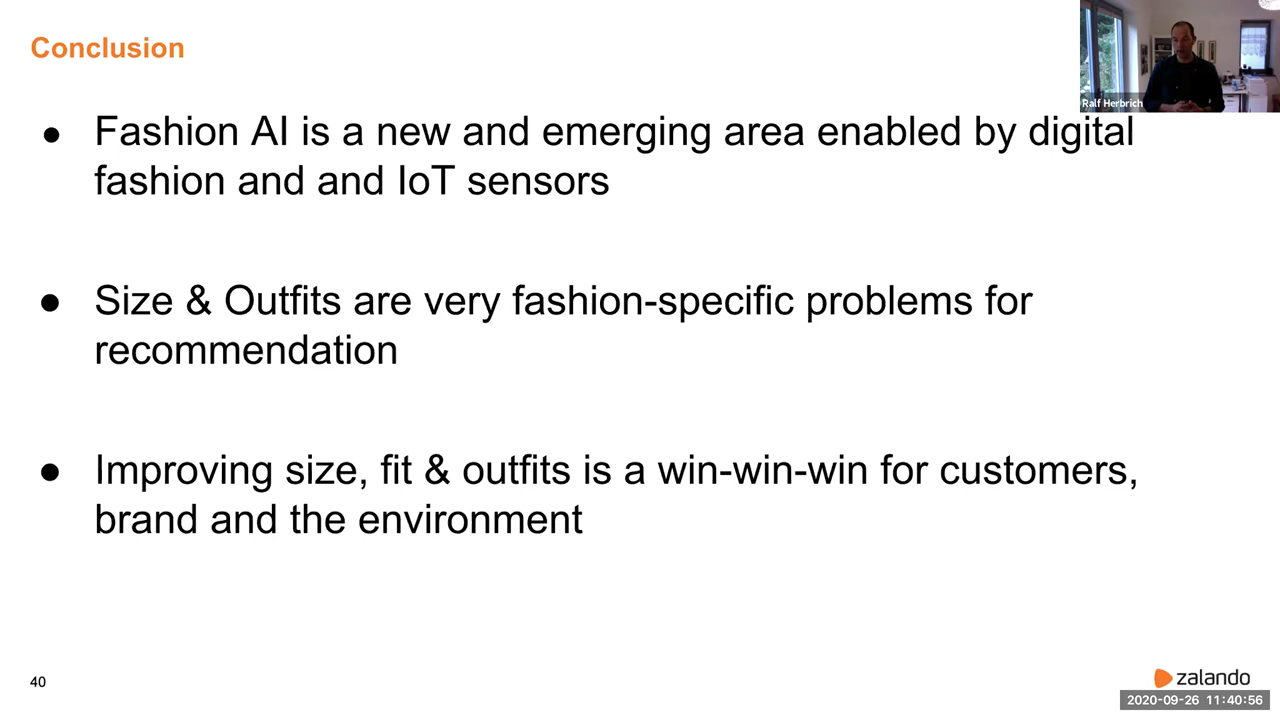 Conclusion
Ralf Herbrich
● Fashion AI is a new and emerging area enabled by digital
fashion and and IoT sensors
● Size & Outfits are very fashion-specific problems for
recommendation
● Improving size, fit & outfits is a win-win-win for customers,
brand and the environment
40
zalando
2020-09-26 11:40:56